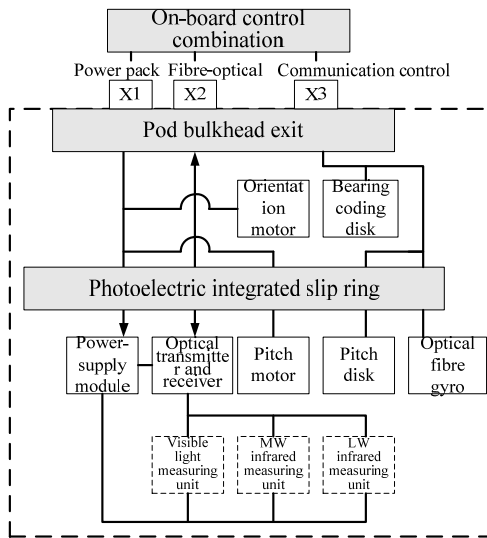 On-board control
combination
Power pack Fibre-optical Communication control
X1 X2 X3
Pod bulkhead exit
Orientat
ion
motor
Bearing
coding
disk
Photoelectric integrated slip ring
Power-
supply
module
Optical
transmitte
r and
receiver
Pitch
motor
Pitch
disk
Optical
fibre
gyro
Visible
light
measuring
unit
MW
infrared
measuring
unit
LW
infrared
measuring
unit